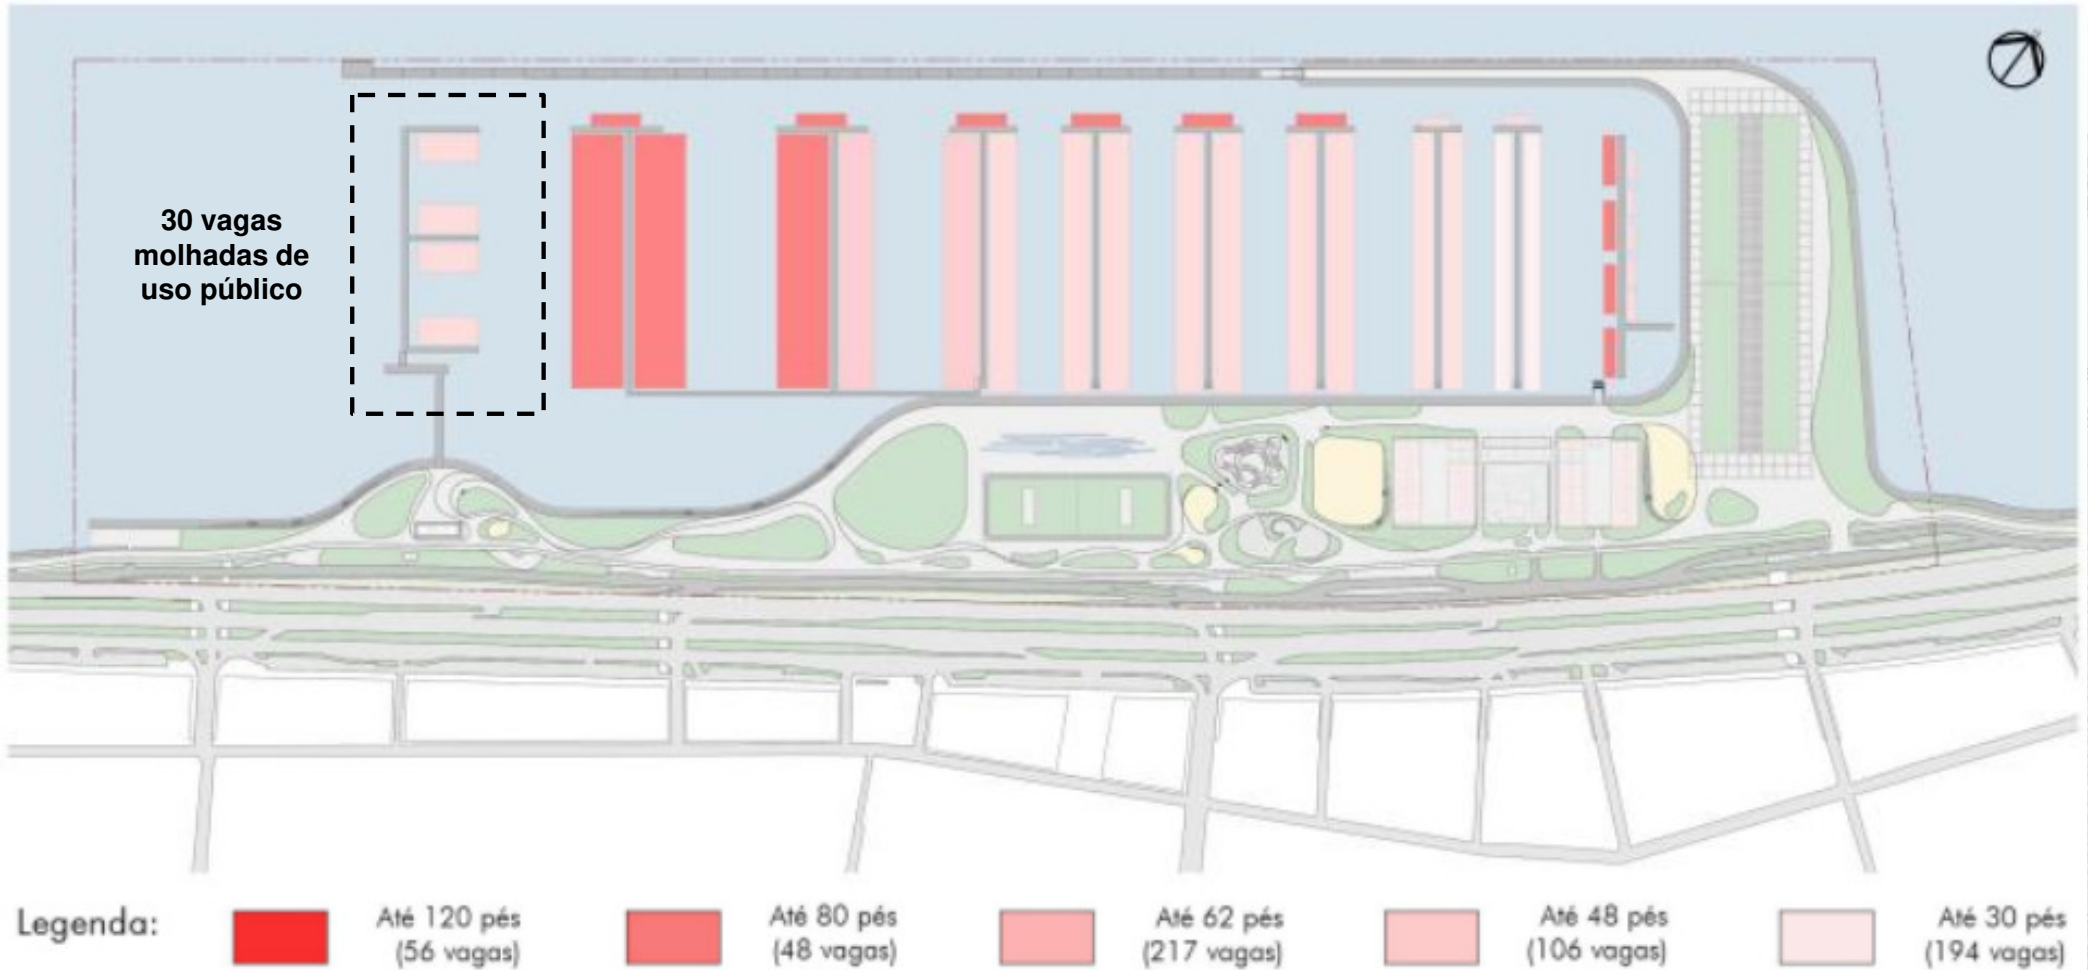 30 vagas
molhadas de
uso público
Legenda:
Até 120 pés
(56 vagas)
Até 80 pés
(48 vagas)
Até 62 pés
(217 vagas)
Até 48 pés
(106 vagas)
Até 30 pés
(194 vagas)